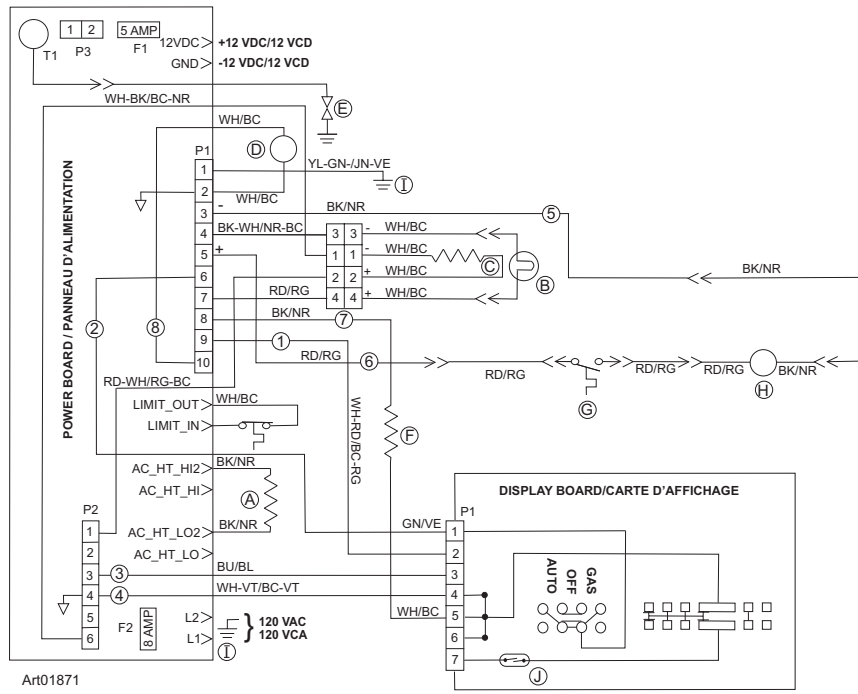 1 2
5 AMP
T1
P3
F1
12VDC
+12 VDC/12 VCD
GND
-12 VDC/12 VCD
WH-BK/BC-NR
E
WH/BC
D
P1
YL-GN-/JN-VE
I
POWER BOARD / PANNEAU D'ALIMENTATION
1
2
3
4
5
6
7
8
9
10
-
+
WH/BC
BK/NR
5
BK-WH/NR-BC
3 3
1 1
2 2
4 4
-
-
+
+
WH/BC
WH/BC
WH/BC
WH/BC
C
B
BK/NR
2
8
RD/RG
BK/NR
7
1
RD/RG
6
RD/RG
G
RD/RG
RD/RG
H
BK/NR
RD-WH/RG-BC
WH-RD/BC-RG
F
LIMIT_OUT
WH/BC
LIMIT_IN
AC_HT_HI2
BK/NR
AC_HT_HI
A
P2
AC_HT_LO2
BK/NR
AC_HT_LO
1
2
3
4
5
6
3
BU/BL
4
WH-VT/BC-VT
F2
8 AMP
L2
L1
I
120 VAC
120 VCA
DISPLAY BOARD/CARTE D'AFFICHAGE
P1
GN/VE
WH/BC
1
2
3
4
5
6
7
AUTO
OFF
GAS
J
Art01871